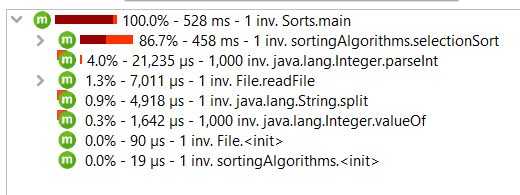 m 100.0% - 528 ms - 1 inv. Sorts.main
m 86.7% - 458 ms - 1 inv. sortingAlgorithms.selectionSort
m 4.0% - 21,235 µs - 1,000 inv. java.lang.Integer.parseInt
m 1.3% - 7,011 µs - 1 inv. File.readFile
m 0.9% - 4,918 µs - 1 inv. java.lang.String.split
m 0.3% - 1,642 µs - 1,000 inv. java.lang.Integer.valueOf
m 0.0% - 90 µs - 1 inv. File.<init>
m 0.0% - 19 µs - 1 inv. sortingAlgorithms.<init>